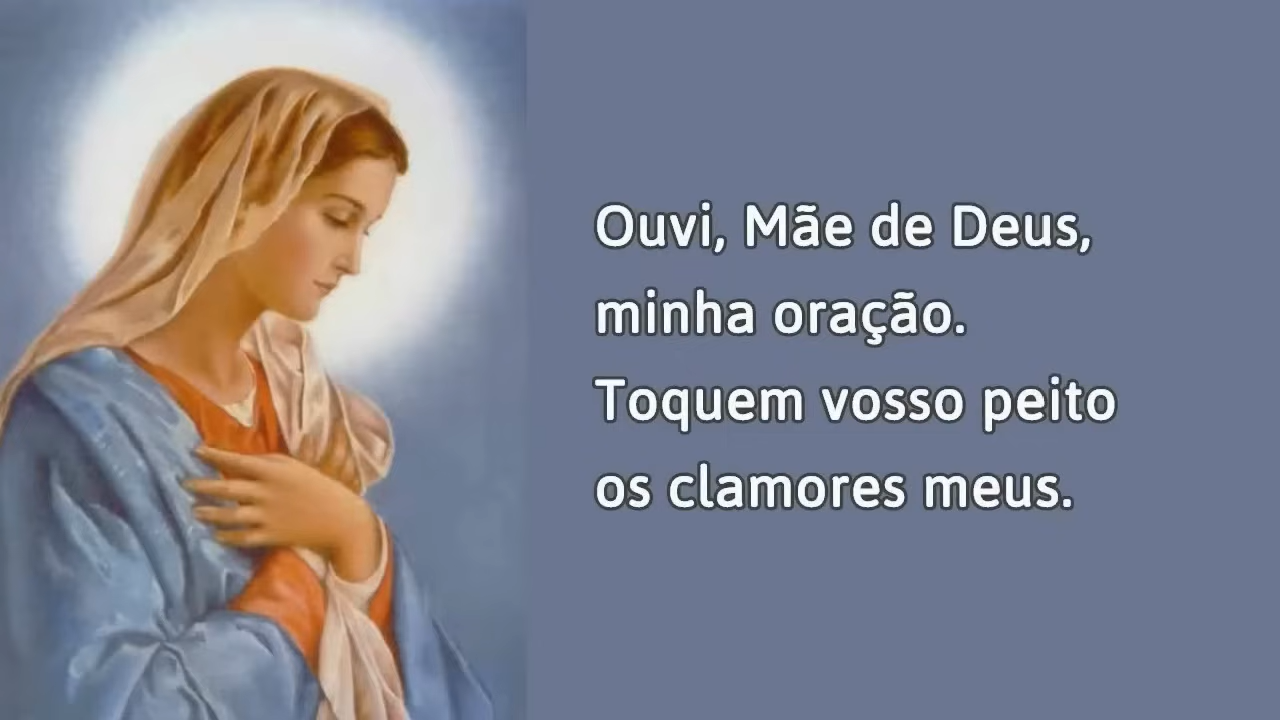 Ouvi, Mãe de Deus,
minha oração.
Toquem vosso peito
os clamores meus.